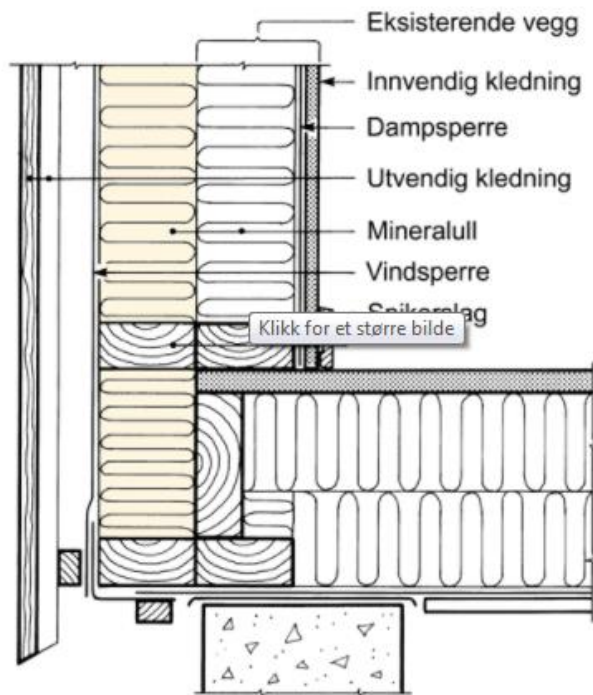 Eksisterende vegg
Innvendig kledning
Dampsperre
Utvendig kledning
Mineralull
Vindsperre
Klikk for et større bilde